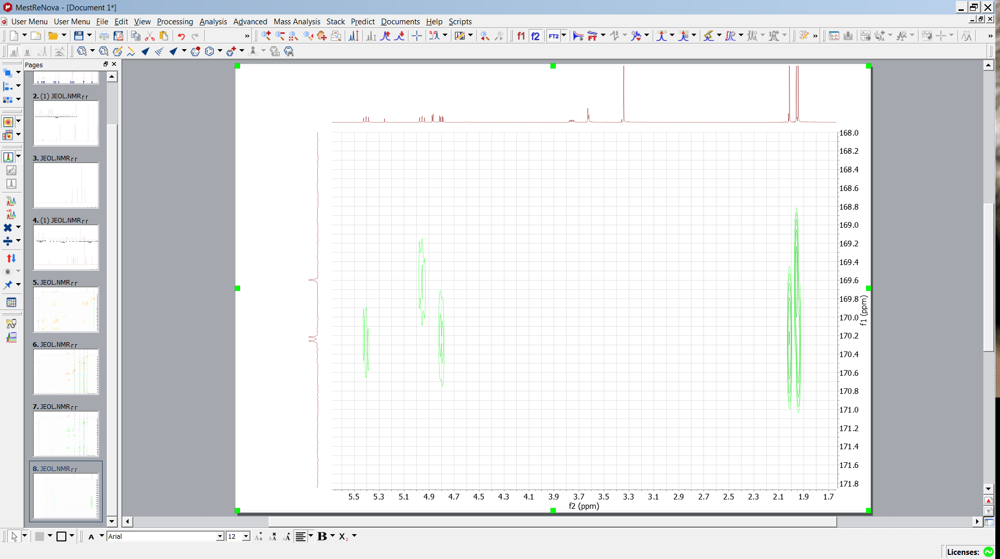 MestReNova - [Document 1*]
User Menu User Menu File Edit View Processing Analysis Advanced Mass Analysis Stack Predict Documents Help Scripts
f1 f2 FT2
Pages
2. (1) JEOL.NMR
3. JEOL.NMR
4. (1) JEOL.NMR
5. JEOL.NMR
6. JEOL.NMR
7. JEOL.NMR
8. JEOL.NMR
168.0
168.2
168.4
168.6
168.8
169.0
169.2
169.4
169.6
169.8
170.0
170.2
170.4
170.6
170.8
171.0
171.2
171.4
171.6
171.8
f1 (ppm)
5.5 5.3 5.1 4.9 4.7 4.5 4.3 4.1 3.9 3.7 3.5 3.3 3.1 2.9 2.7 2.5 2.3 2.1 1.9 1.7
f2 (ppm)
A Arial 12 B X2
Licenses: